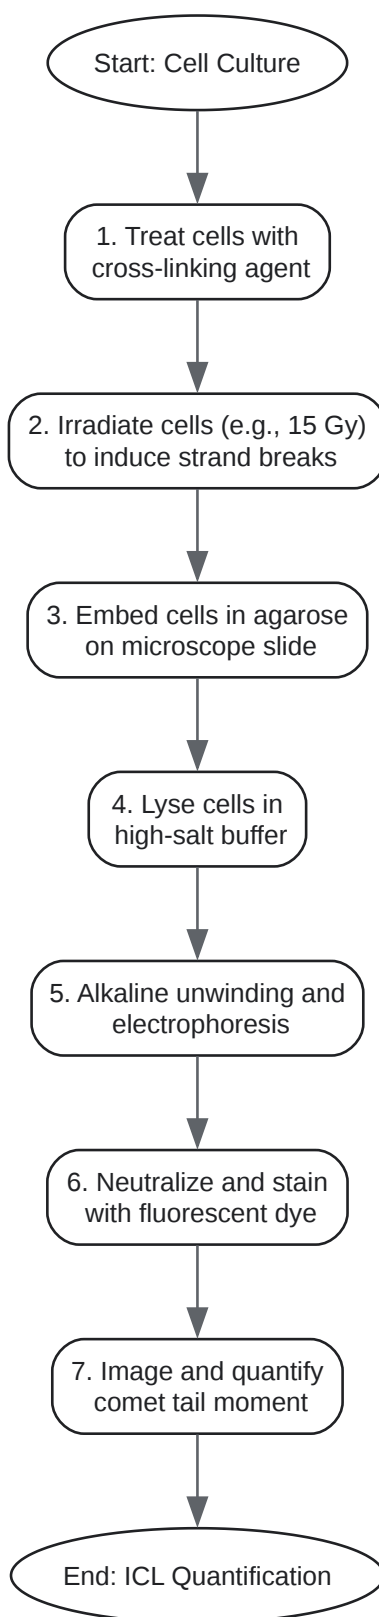 Start: Cell Culture
1. Treat cells with
cross-linking agent
2. Irradiate cells (e.g., 15 Gy)
to induce strand breaks
3. Embed cells in agarose
on microscope slide
4. Lyse cells in
high-salt buffer
5. Alkaline unwinding and
electrophoresis
6. Neutralize and stain
with fluorescent dye
7. Image and quantify
comet tail moment
End: ICL Quantification